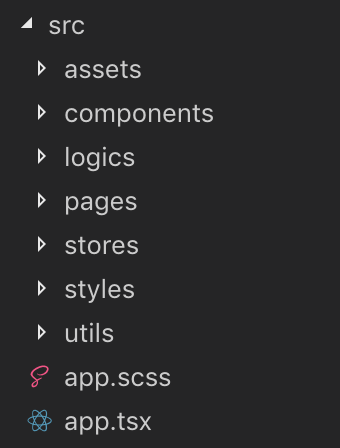 src
assets
components
logics
pages
stores
styles
utils
app.scss
app.tsx